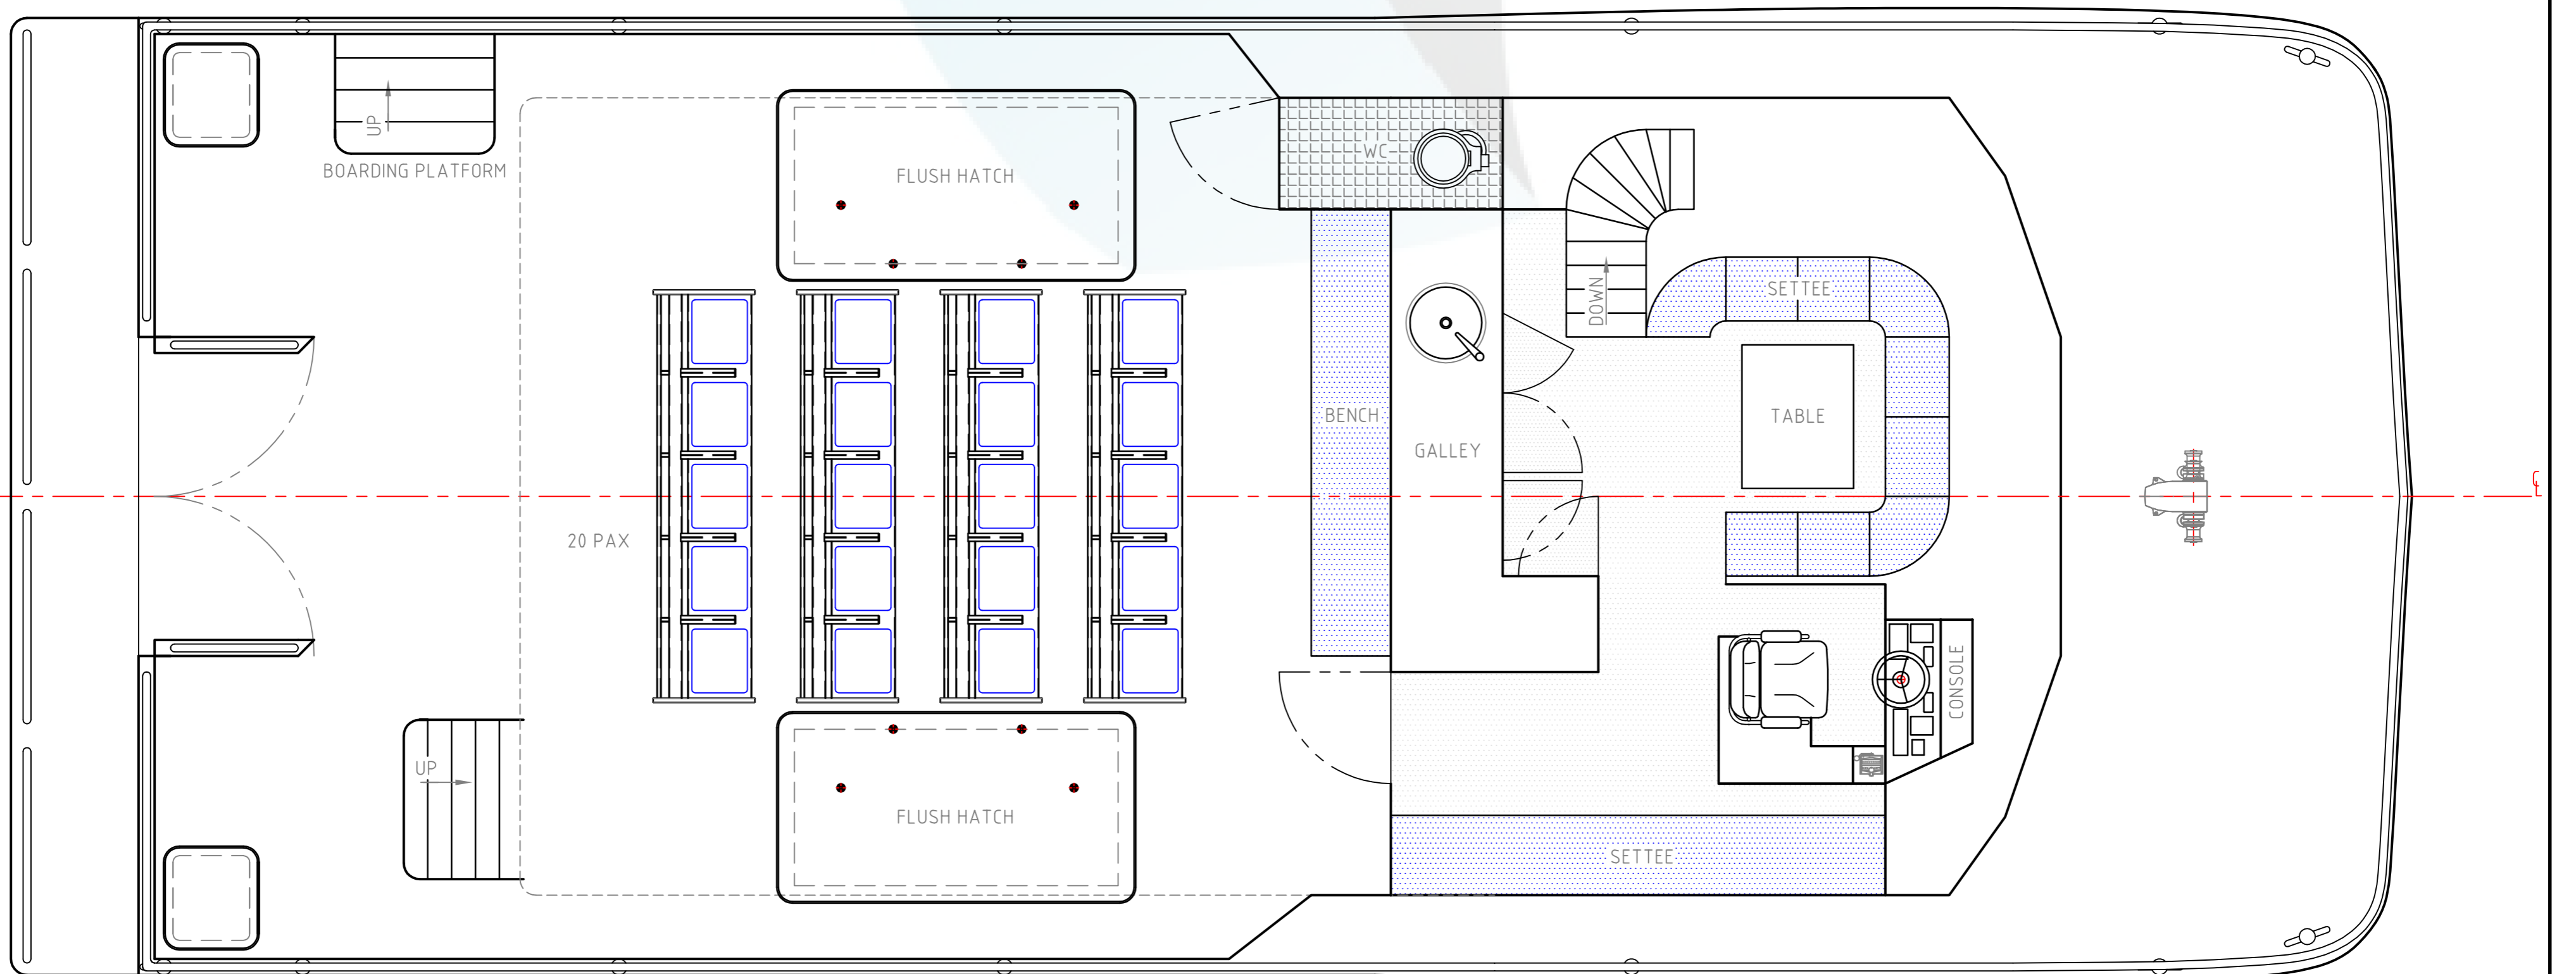 UP
BOARDING PLATFORM
FLUSH HATCH
WC
DOWN
SETTEE
BENCH
TABLE
GALLEY
℄
20 PAX
CONSOLE
UP
FLUSH HATCH
SETTEE